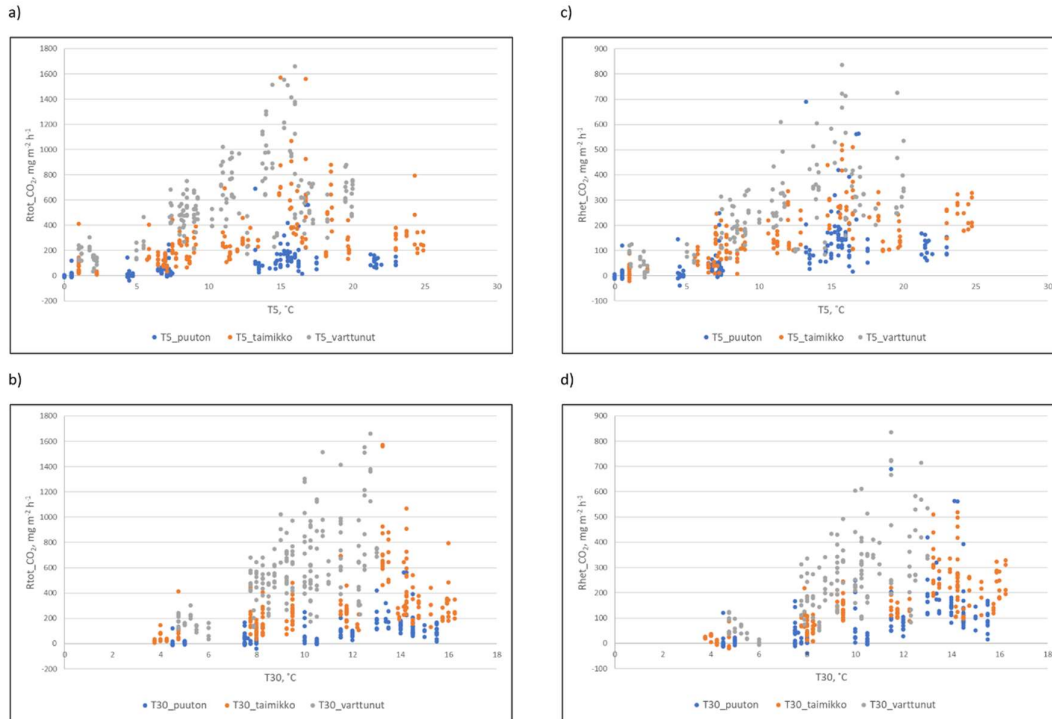 a)
Rtot_CO₂, mg m⁻² h⁻¹
1800
1600
1400
1200
1000
800
600
400
200
0
-200
0 5 10 15 20 25 30
T5, ˚C
T5_puuton T5_taimikko T5_varttunut
c)
Rhet_CO₂, mg m⁻² h⁻¹
900
800
700
600
500
400
300
200
100
0
-100
0 5 10 15 20 25 30
T5, ˚C
T5_puuton T5_taimikko T5_varttunut
b)
Rtot_CO₂, mg m⁻² h⁻¹
1800
1600
1400
1200
1000
800
600
400
200
0
-200
0 2 4 6 8 10 12 14 16 18
T30, ˚C
T30_puuton T30_taimikko T30_varttunut
d)
Rhet_CO₂, mg m⁻² h⁻¹
900
800
700
600
500
400
300
200
100
0
-100
0 2 4 6 8 10 12 14 16 18
T30, ˚C
T30_puuton T30_taimikko T30_varttunut